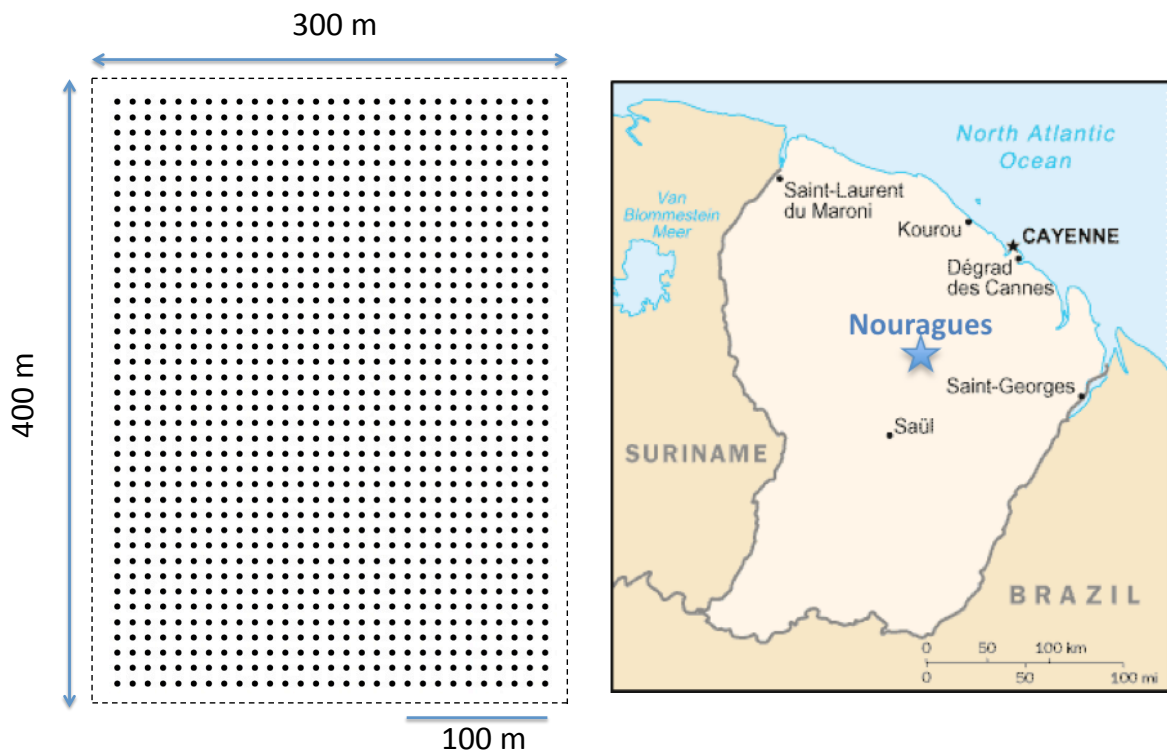 300 m
400 m
100 m
North Atlantic
Ocean
Van
Blommestein
Meer
Saint-Laurent
du Maroni
Kourou
CAYENNE
Dégrad
des Cannes
Nouragues
Saint-Georges
Saül
SURINAME
BRAZIL
0 50 100 km
0 50 100 mi